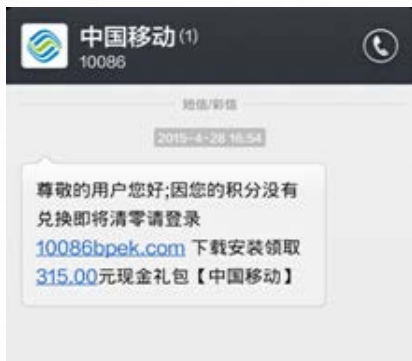 中国移动(1)
10086
短信/彩信
2015-4-28 16:54
尊敬的用户您好;因您的积分没有
兑换即将清零请登录
10086bpek.com 下载安装领取
315.00元现金礼包【中国移动】